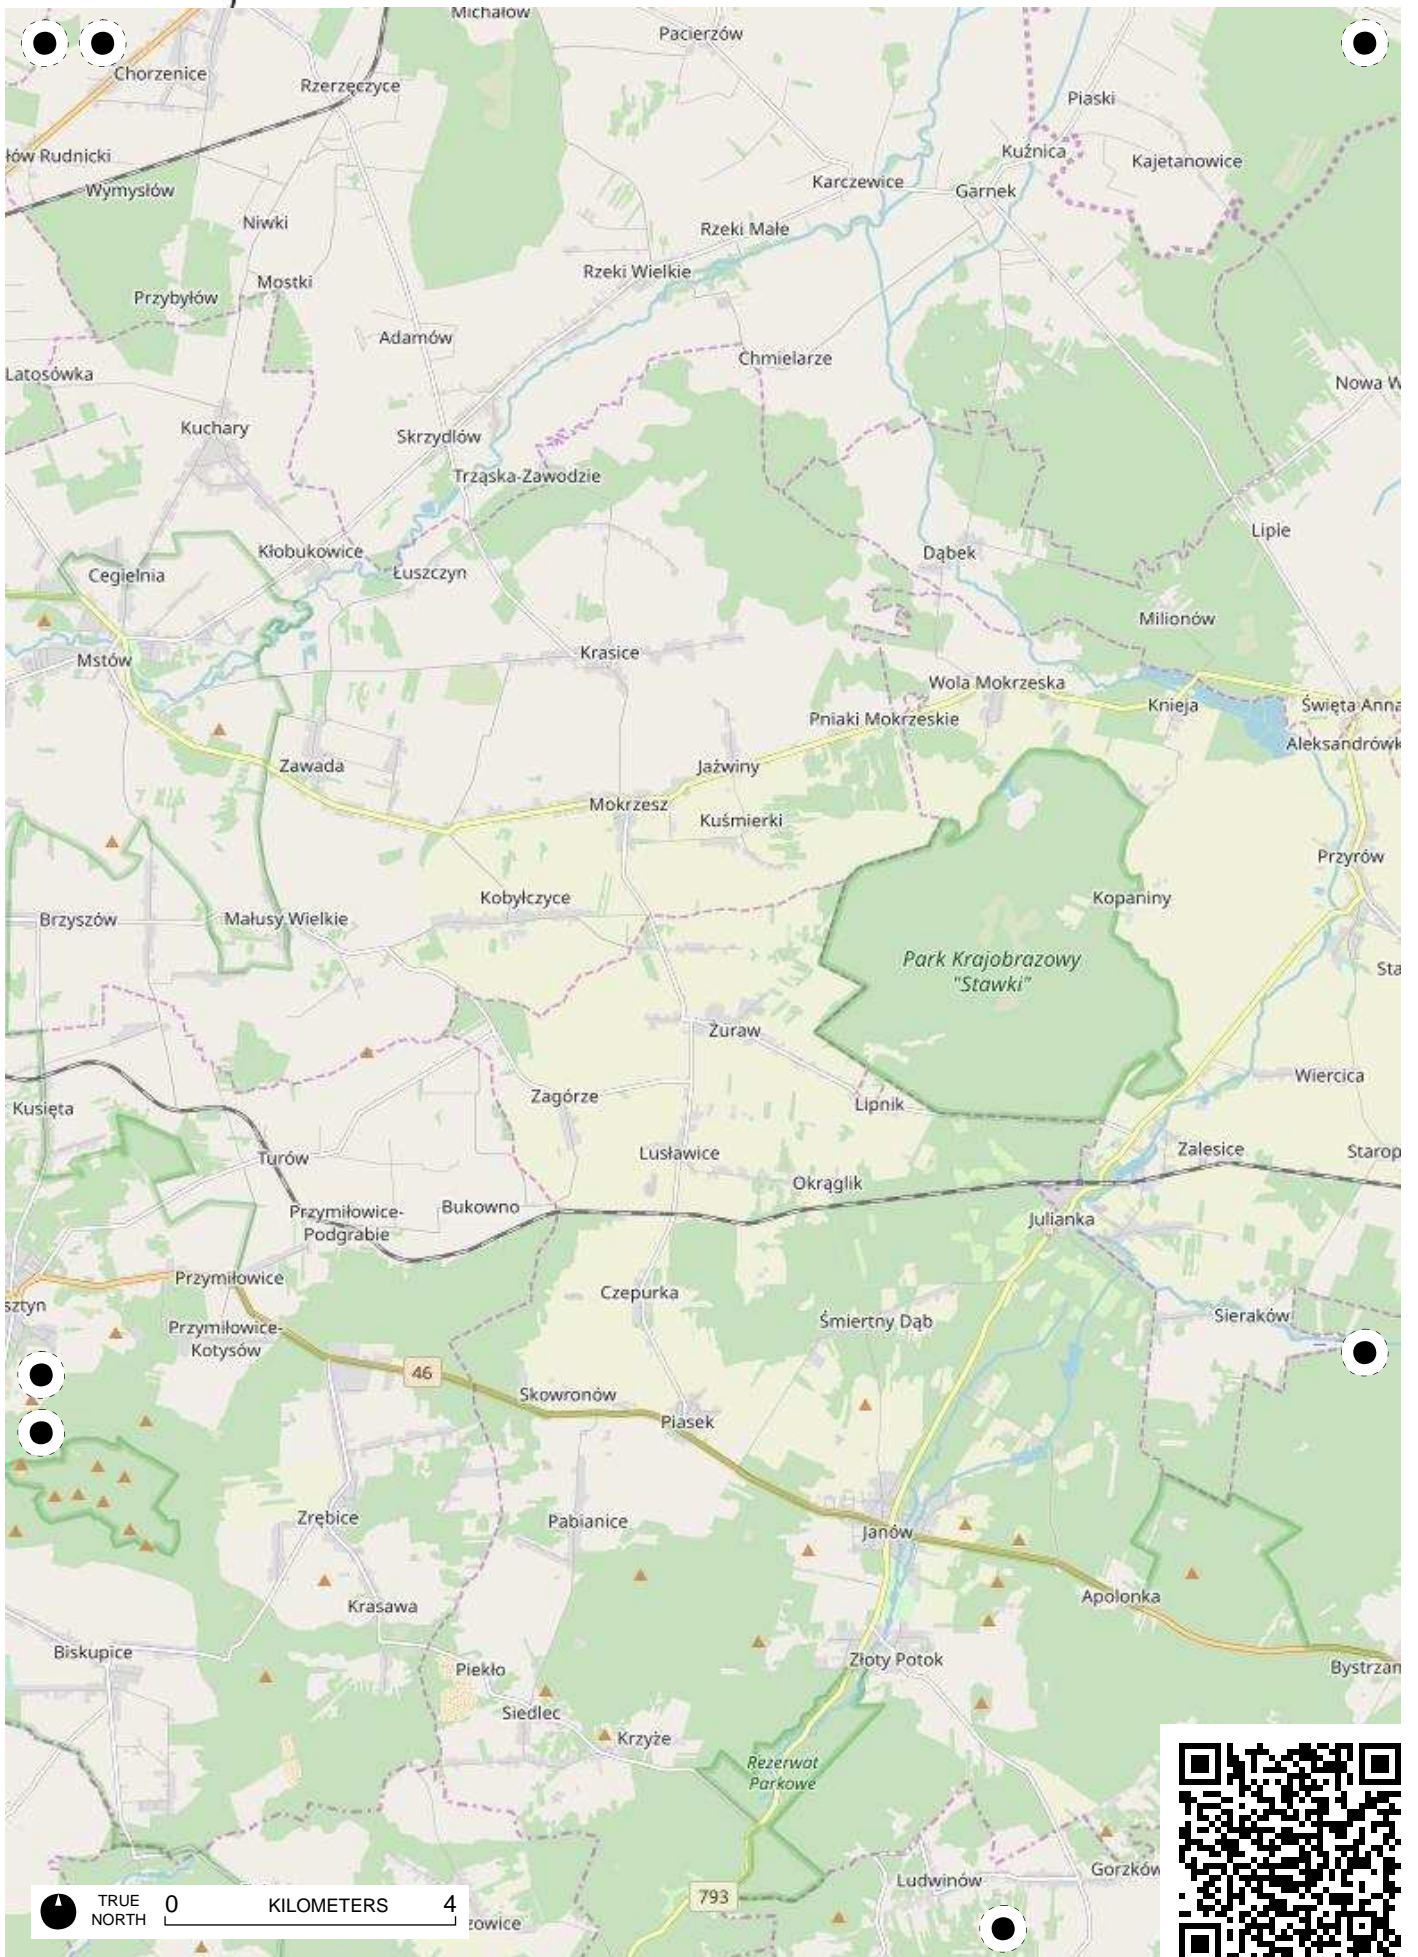 Michałów
Pacierzów
Chorzenice
Rzerzęczyce
Piaski
Kuźnica
Kajetanowice
łów Rudnicki
Wymysłów
Karczewice
Garnek
Niwki
Rzeki Małe
Rzeki Wielkie
Mostki
Przybyłów
Adamów
Chmielarze
Latosówka
Nowa W
Kuchary
Skrzydlów
Trząska-Zawodzie
Lipie
Kłobukowice
Dąbek
Cegielnia
Łuszczyn
Milionów
Mstów
Krasice
Wola Mokrzeska
Knieja
Święta Anna
Pniaki Mokrzeskie
Aleksandrówk
Zawada
Jaźwiny
Mokrzesz
Kuśmierki
Przyrów
Kobyłczyce
Kopaniny
Brzyszów
Małusy Wielkie
Park Krajobrazowy
"Stawki"
Sta
Żuraw
Wiercica
Kusięta
Zagórze
Lipnik
Turów
Lusławice
Zalesice
Starop
Okrąglik
Przymiłowice-
Podgrabie
Bukowno
Julianka
Przymiłowice
sztyn
Czepurka
Śmiertny Dąb
Sieraków
Przymiłowice-
Kotysów
46
Skowronów
Piasek
Zrębice
Pabianice
Janów
Apolonka
Krasawa
Biskupice
Złoty Potok
Piekło
Bystrzan
Siedlec
Krzyże
Rezerwat
Parkowe
Gorzków
Ludwinów
793
zowice
TRUE
NORTH
0 KILOMETERS 4